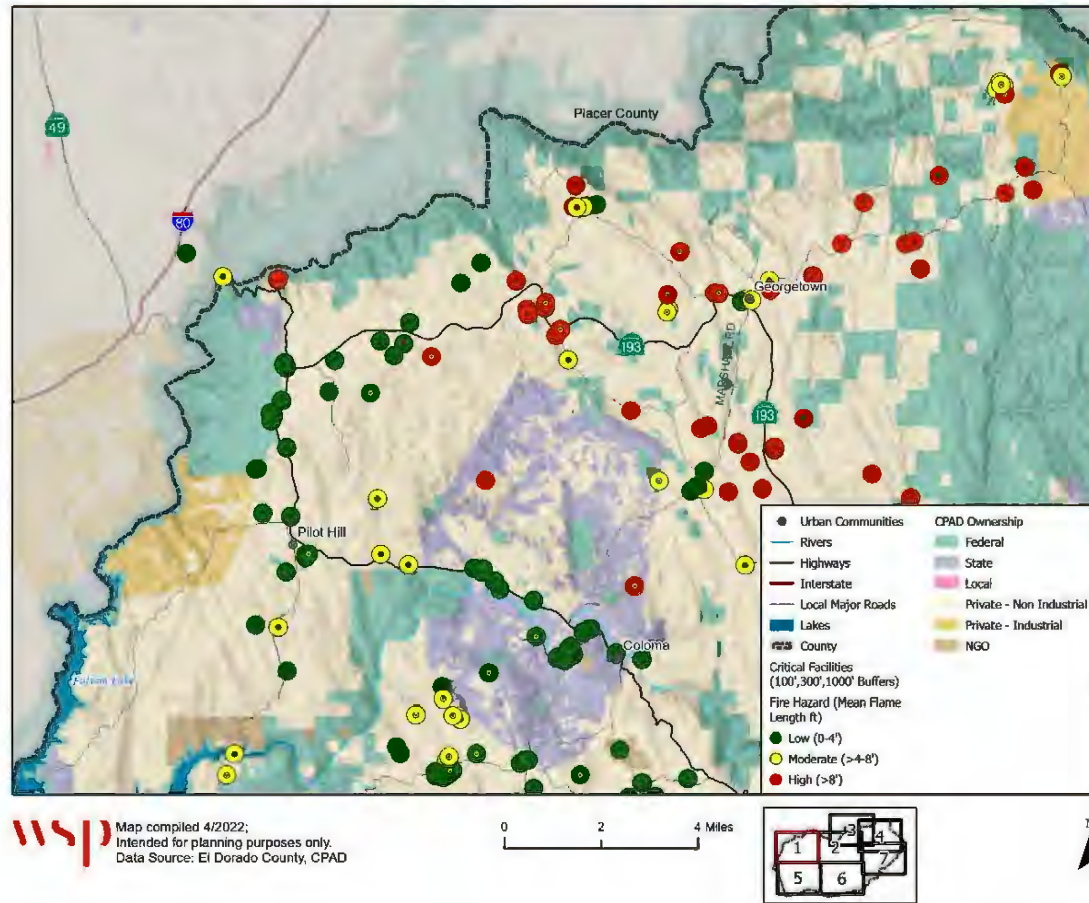 49
80
Placer County
Georgetown
193
MARSHALL RD
193
Pilot Hill
Coloma
Folsom Lake
Urban Communities
Rivers
Highways
Interstate
Local Major Roads
Lakes
County
Critical Facilities
(100',300',1000' Buffers)
Fire Hazard (Mean Flame
Length ft)
Low (0-4')
Moderate (>4-8')
High (>8')
CPAD Ownership
Federal
State
Local
Private - Non Industrial
Private - Industrial
NGO
wsp
Map compiled 4/2022;
Intended for planning purposes only.
Data Source: El Dorado County, CPAD
0 2 4 Miles
1
2
3
4
7
5
6